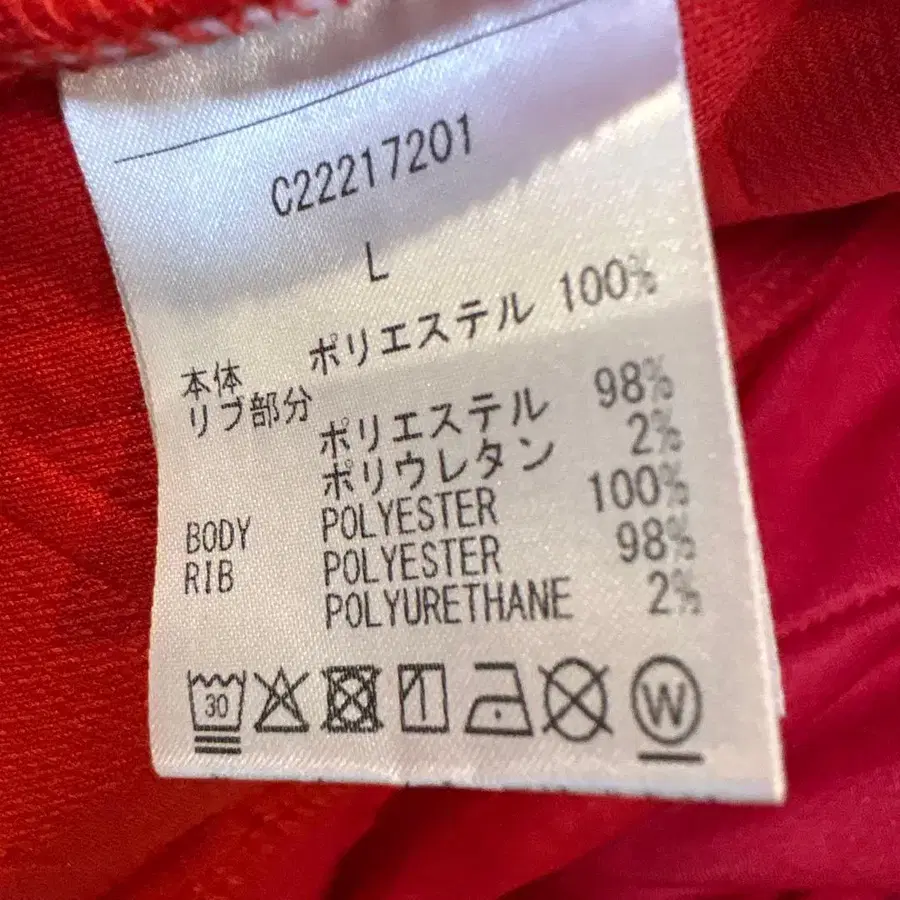 C22217201
L
本体 ポリエステル 100%
リブ部分
ポリエステル 98%
ポリウレタン 2%
BODY POLYESTER 100%
RIB POLYESTER 98%
POLYURETHANE 2%
30 W